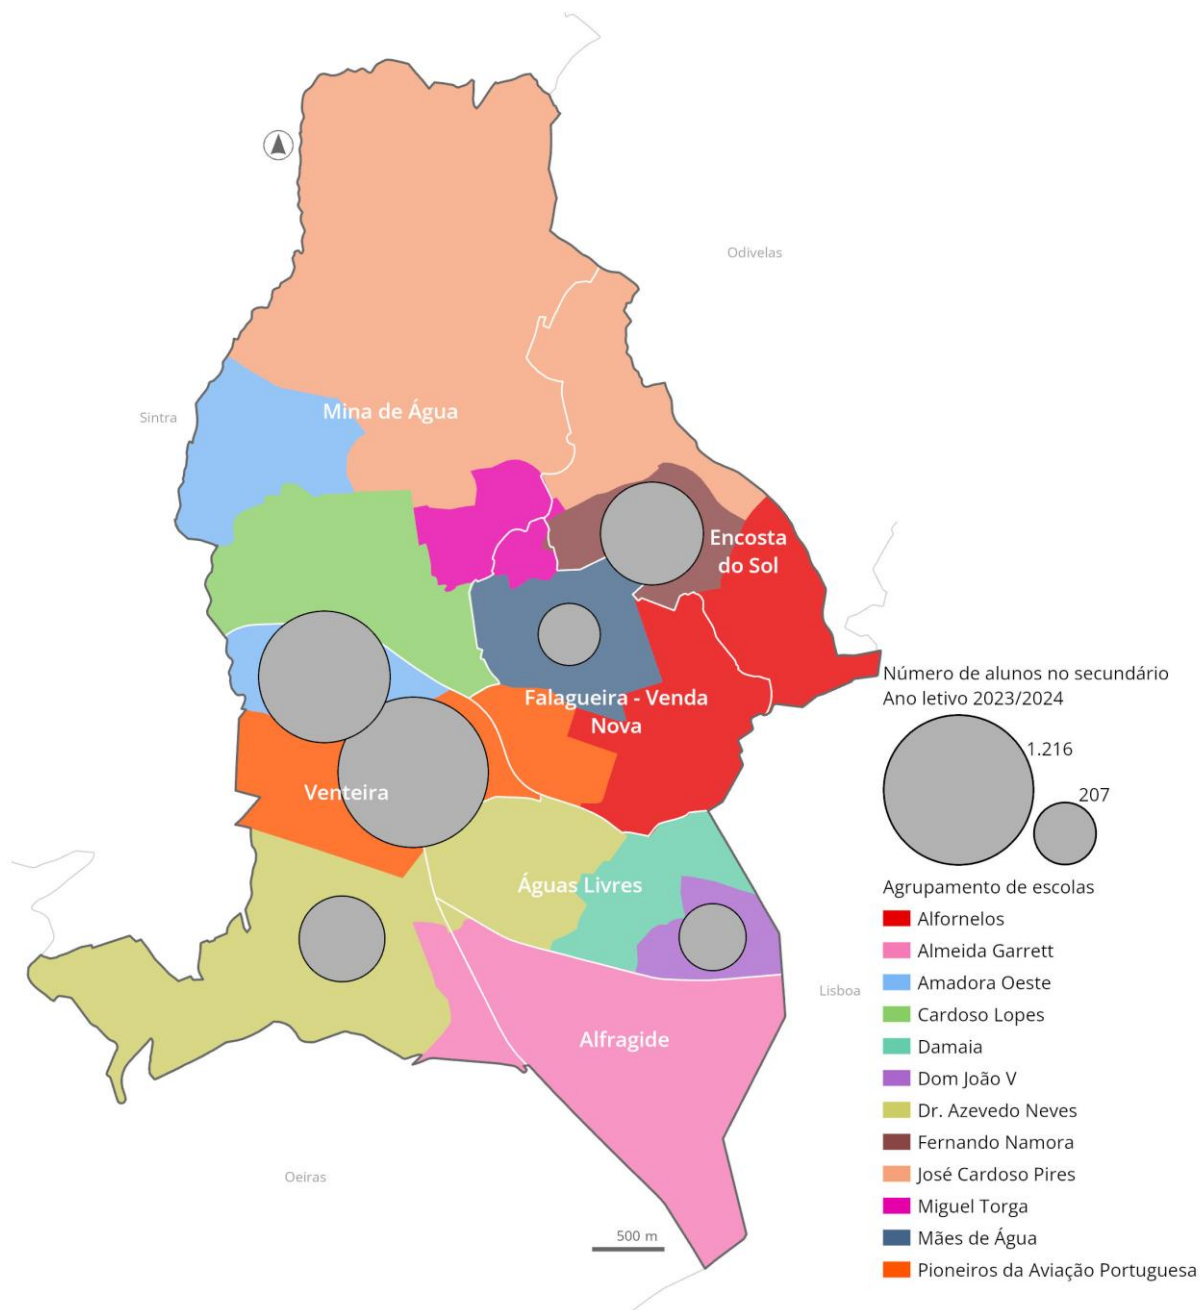 Odivelas
Sintra
Mina de Água
Encosta
do Sol
Número de alunos no secundário
Ano letivo 2023/2024
Falagueira - Venda
Nova
1.216
207
Venteira
Águas Livres
Agrupamento de escolas
Alfornelos
Almeida Garrett
Amadora Oeste
Lisboa
Cardoso Lopes
Alfragide
Damaia
Dom João V
Dr. Azevedo Neves
Fernando Namora
José Cardoso Pires
Oeiras
Miguel Torga
500 m
Mães de Água
Pioneiros da Aviação Portuguesa